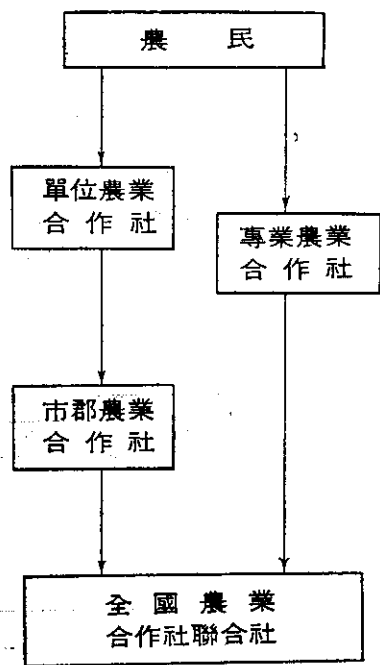 農民
單位農業
合作社
專業農業
合作社
市郡農業
合作社
全國農業
合作社聯合社